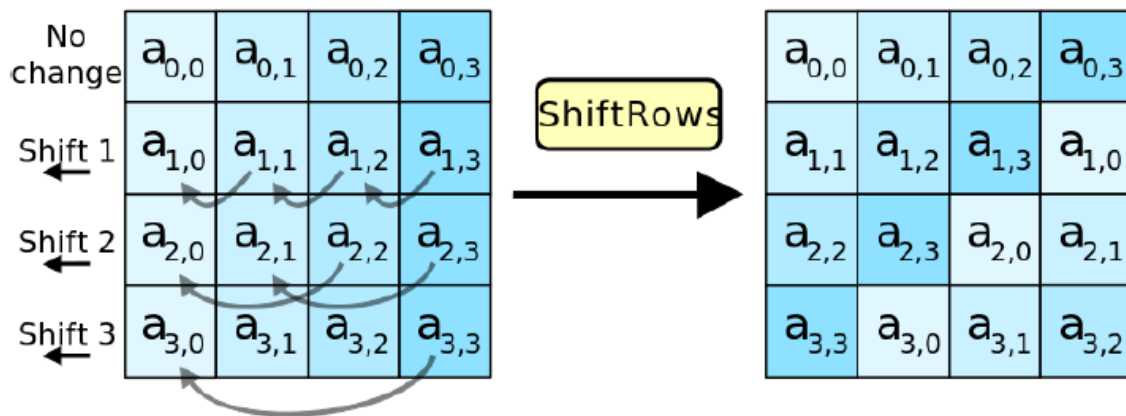 No change
a0,0 a0,1 a0,2 a0,3
Shift 1
a1,0 a1,1 a1,2 a1,3
Shift 2
a2,0 a2,1 a2,2 a2,3
Shift 3
a3,0 a3,1 a3,2 a3,3
ShiftRows
a0,0 a0,1 a0,2 a0,3
a1,1 a1,2 a1,3 a1,0
a2,2 a2,3 a2,0 a2,1
a3,3 a3,0 a3,1 a3,2